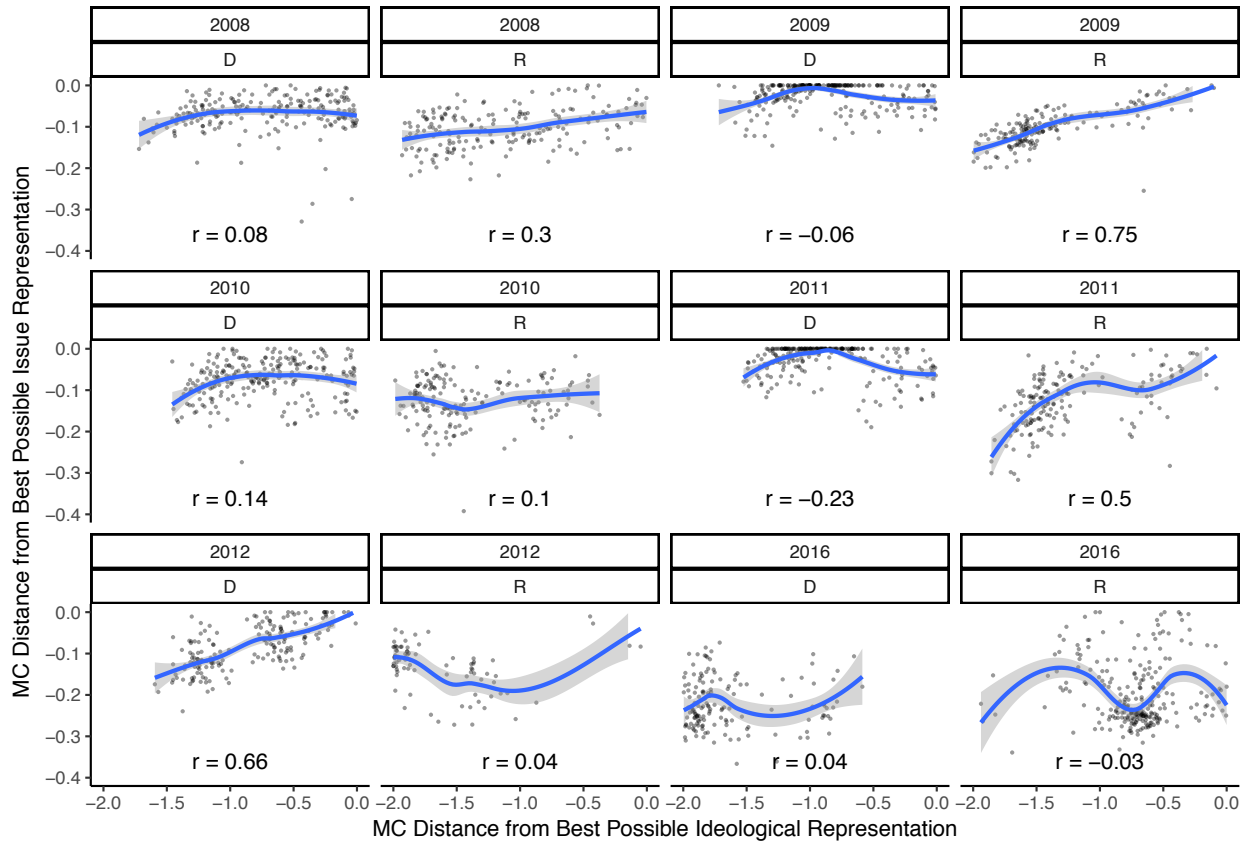 2008 2008 2009 2009
D R D R
0.0
−0.1
−0.2
−0.3
−0.4
r = 0.08 r = 0.3 r = −0.06 r = 0.75
2010 2010 2011 2011
D R D R
0.0
−0.1
−0.2
−0.3
−0.4
r = 0.14 r = 0.1 r = −0.23 r = 0.5
2012 2012 2016 2016
D R D R
0.0
−0.1
−0.2
−0.3
−0.4
r = 0.66 r = 0.04 r = 0.04 r = −0.03
−2.0 −1.5 −1.0 −0.5 0.0 −2.0 −1.5 −1.0 −0.5 0.0 −2.0 −1.5 −1.0 −0.5 0.0 −2.0 −1.5 −1.0 −0.5 0.0
MC Distance from Best Possible Ideological Representation
MC Distance from Best Possible Issue Representation